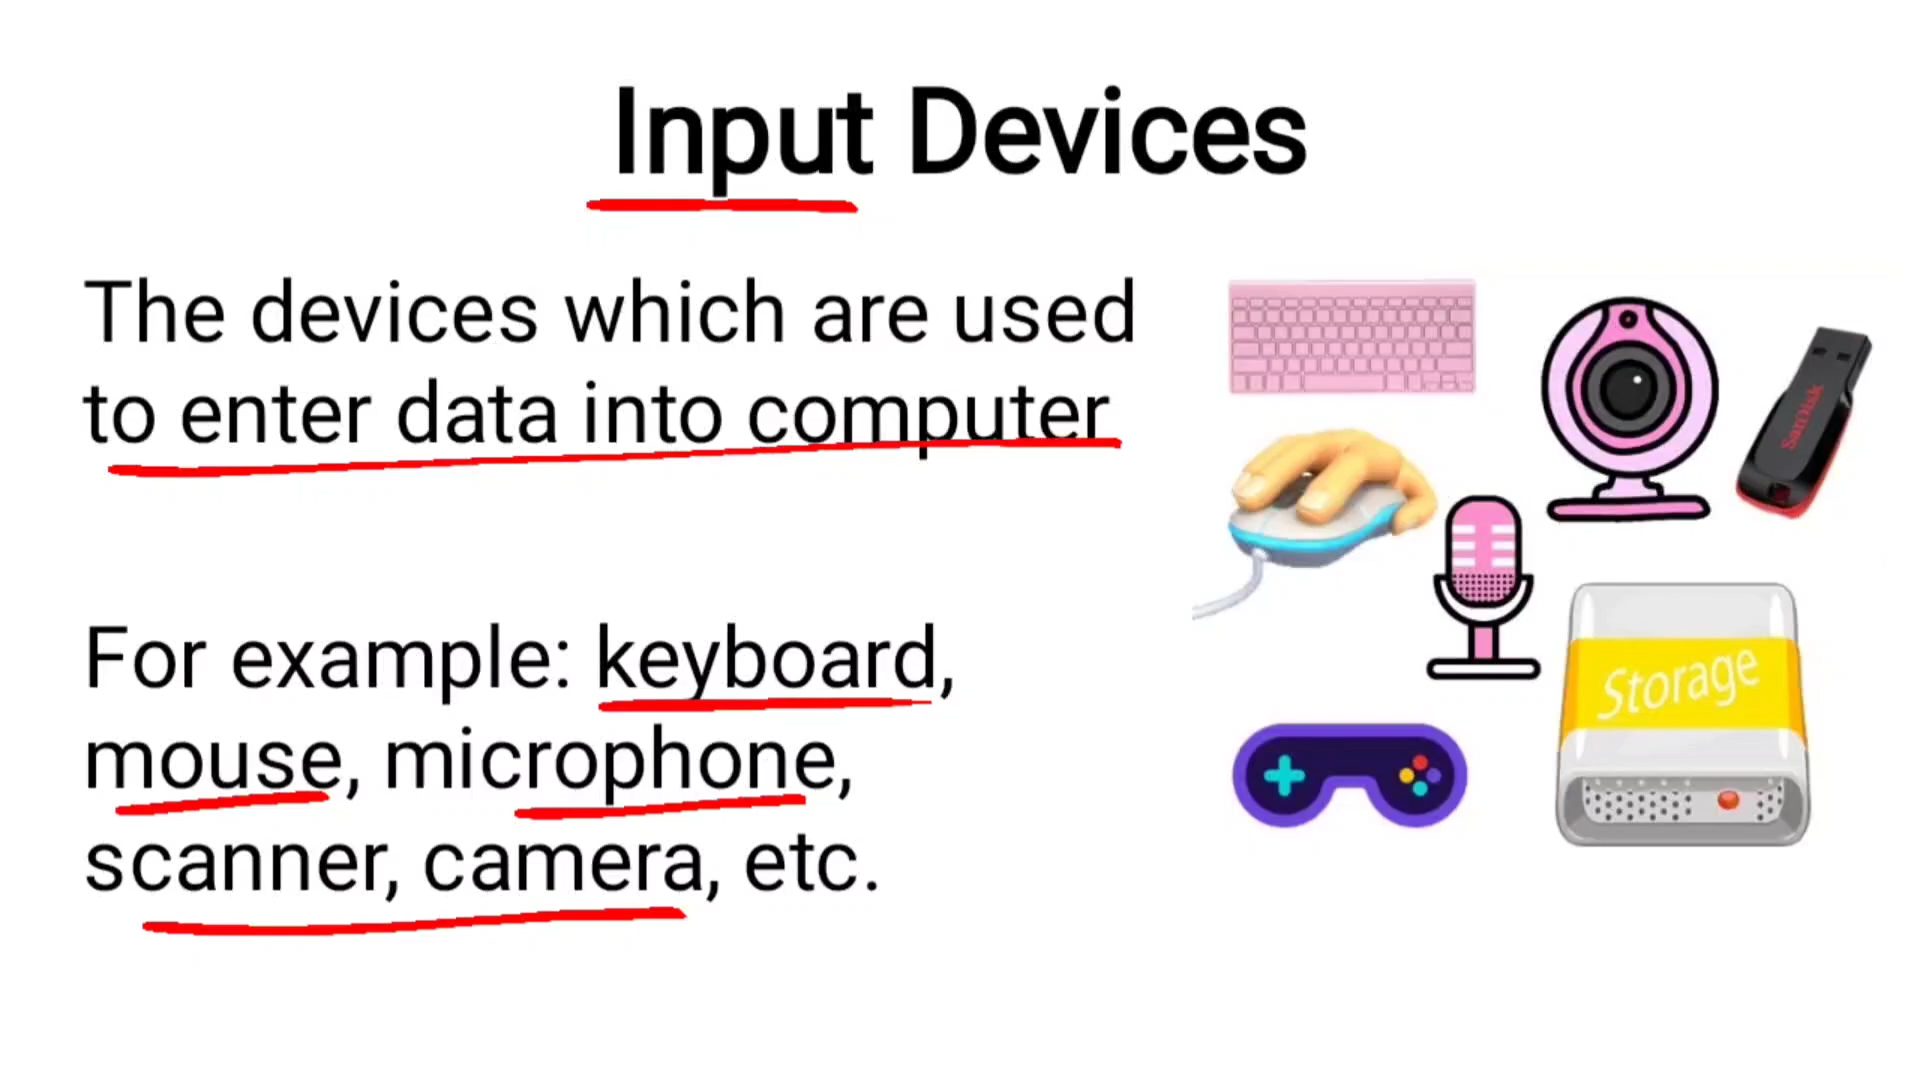 Input Devices
The devices which are used
to enter data into computer
For example: keyboard,
mouse, microphone,
scanner, camera, etc.
SanDisk
Storage